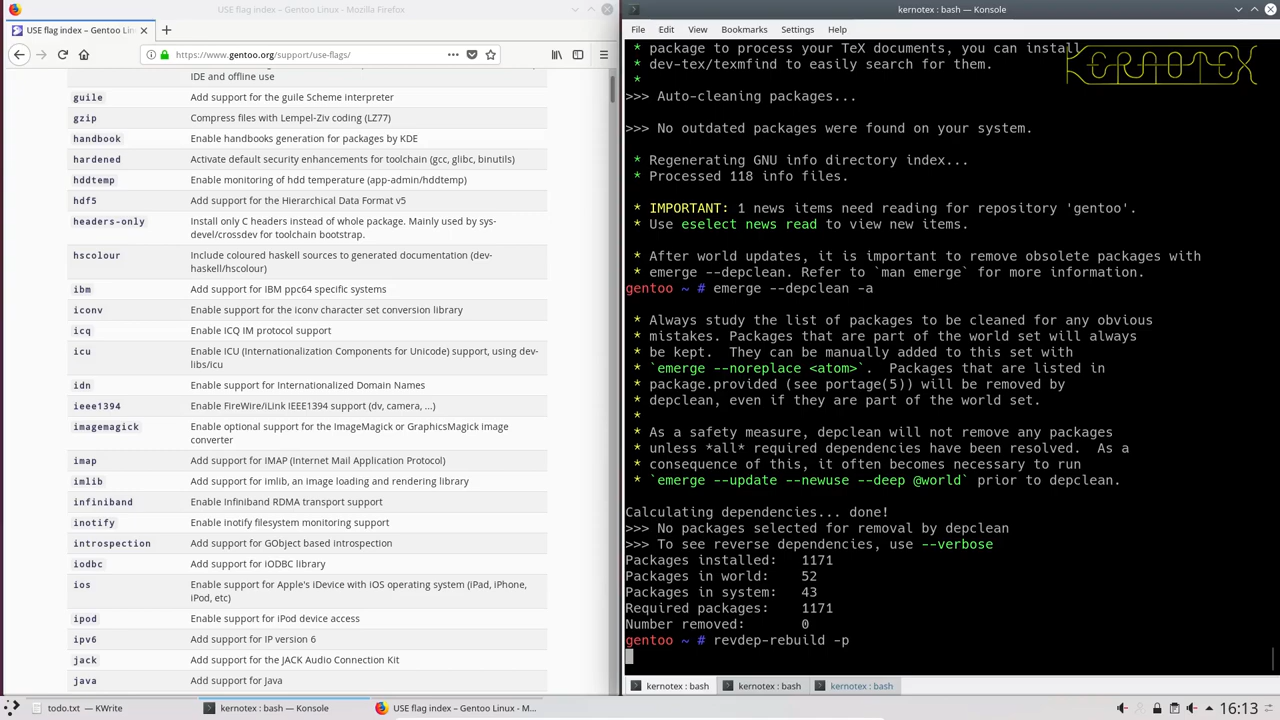 USE flag index – Gentoo Linux - Mozilla Firefox
USE flag index – Gentoo Lin
https://www.gentoo.org/support/use-flags/
IDE and offline use
guile Add support for the guile Scheme interpreter
gzip Compress files with Lempel-Ziv coding (LZ77)
handbook Enable handbooks generation for packages by KDE
hardened Activate default security enhancements for toolchain (gcc, glibc, binutils)
hddtemp Enable monitoring of hdd temperature (app-admin/hddtemp)
hdf5 Add support for the Hierarchical Data Format v5
headers-only Install only C headers instead of whole package. Mainly used by sys-
devel/crossdev for toolchain bootstrap.
hscolour Include coloured haskell sources to generated documentation (dev-
haskell/hscolour)
ibm Add support for IBM ppc64 specific systems
iconv Enable support for the iconv character set conversion library
icq Enable ICQ IM protocol support
icu Enable ICU (Internationalization Components for Unicode) support, using dev-
libs/icu
idn Enable support for Internationalized Domain Names
ieee1394 Enable FireWire/iLink IEEE1394 support (dv, camera, ...)
imagemagick Enable optional support for the ImageMagick or GraphicsMagick image
converter
imap Add support for IMAP (Internet Mail Application Protocol)
imlib Add support for imlib, an image loading and rendering library
infiniband Enable Infiniband RDMA transport support
inotify Enable inotify filesystem monitoring support
introspection Add support for GObject based introspection
iodbc Add support for iODBC library
ios Enable support for Apple's iDevice with iOS operating system (iPad, iPhone,
iPod, etc)
ipod Enable support for iPod device access
ipv6 Add support for IP version 6
jack Add support for the JACK Audio Connection Kit
java Add support for Java
kernotex : bash — Konsole
File Edit View Bookmarks Settings Help
KERNOTEX
* package to process your TeX documents, you can install
* dev-tex/texmfind to easily search for them.
*
>>> Auto-cleaning packages...
>>> No outdated packages were found on your system.
* Regenerating GNU info directory index...
* Processed 118 info files.
* IMPORTANT: 1 news items need reading for repository 'gentoo'.
* Use eselect news read to view new items.
* After world updates, it is important to remove obsolete packages with
* emerge --depclean. Refer to `man emerge` for more information.
gentoo ~ # emerge --depclean -a
* Always study the list of packages to be cleaned for any obvious
* mistakes. Packages that are part of the world set will always
* be kept.  They can be manually added to this set with
* `emerge --noreplace <atom>`.  Packages that are listed in
* package.provided (see portage(5)) will be removed by
* depclean, even if they are part of the world set.
*
* As a safety measure, depclean will not remove any packages
* unless *all* required dependencies have been resolved.  As a
* consequence of this, it often becomes necessary to run
* `emerge --update --newuse --deep @world` prior to depclean.
Calculating dependencies... done!
>>> No packages selected for removal by depclean
>>> To see reverse dependencies, use --verbose
Packages installed:   1171
Packages in world:    52
Packages in system:   43
Required packages:    1171
Number removed:       0
gentoo ~ # revdep-rebuild -p
kernotex : bash kernotex : bash kernotex : bash
todo.txt — KWrite kernotex : bash — Konsole USE flag index – Gentoo Linux - M... 16:13